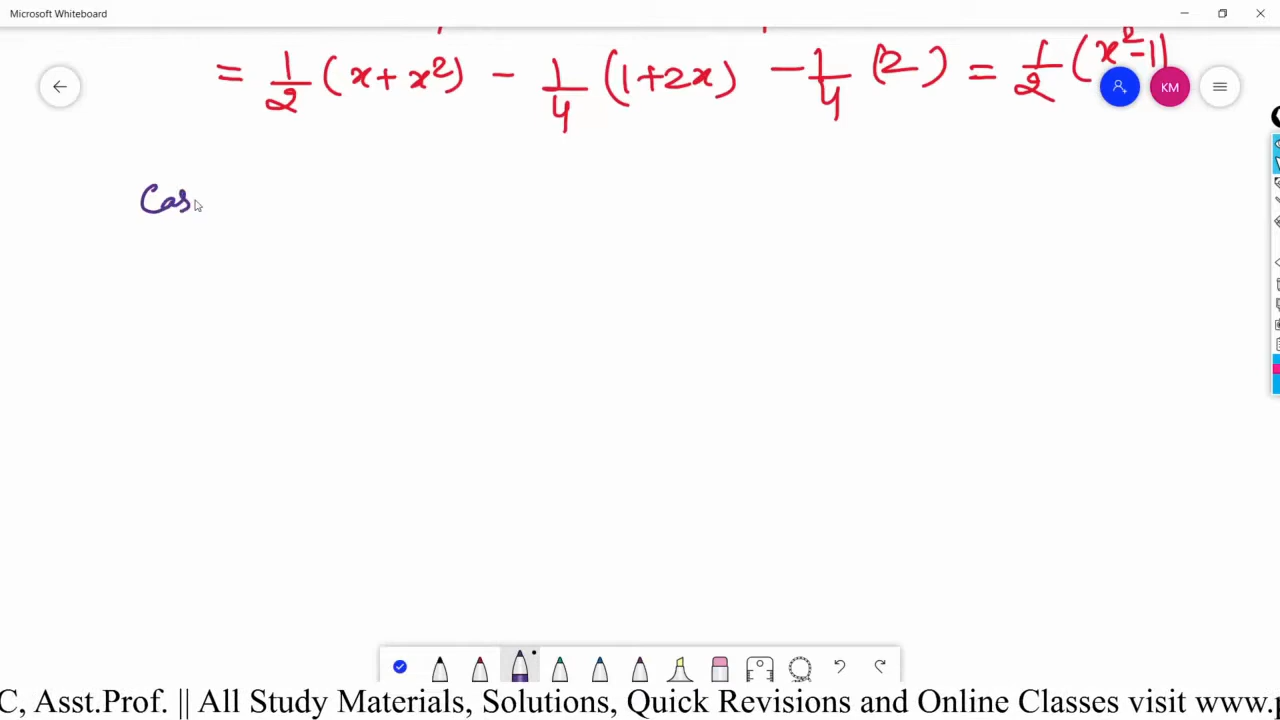 Microsoft Whiteboard
= 1/2 (x+x²) - 1/4 (1+2x) - 1/4 (2) = 1/2 (x²-1)
KM
Cas
C, Asst.Prof. || All Study Materials, Solutions, Quick Revisions and Online Classes visit www.p